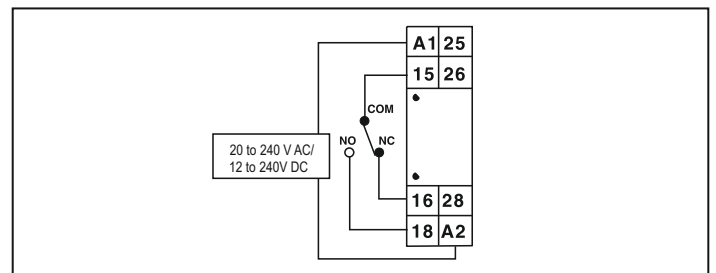 A1 25
15 26
COM
NO NC
20 to 240 V AC/
12 to 240V DC
16 28
18 A2